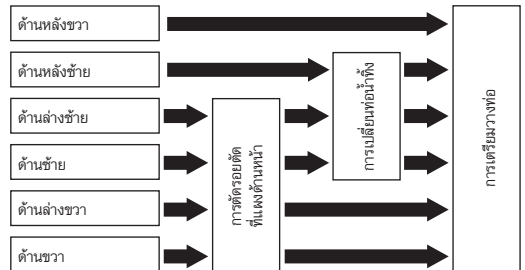 ด้านหลังขวา
ด้านหลังซ้าย
ด้านล่างซ้าย
ด้านซ้าย
ด้านล่างขวา
ด้านขวา
การตัดรอยตัด
ที่แผงด้านหน้า
การเปลี่ยนท่อน้ำทิ้ง
การเตรียมวางท่อ